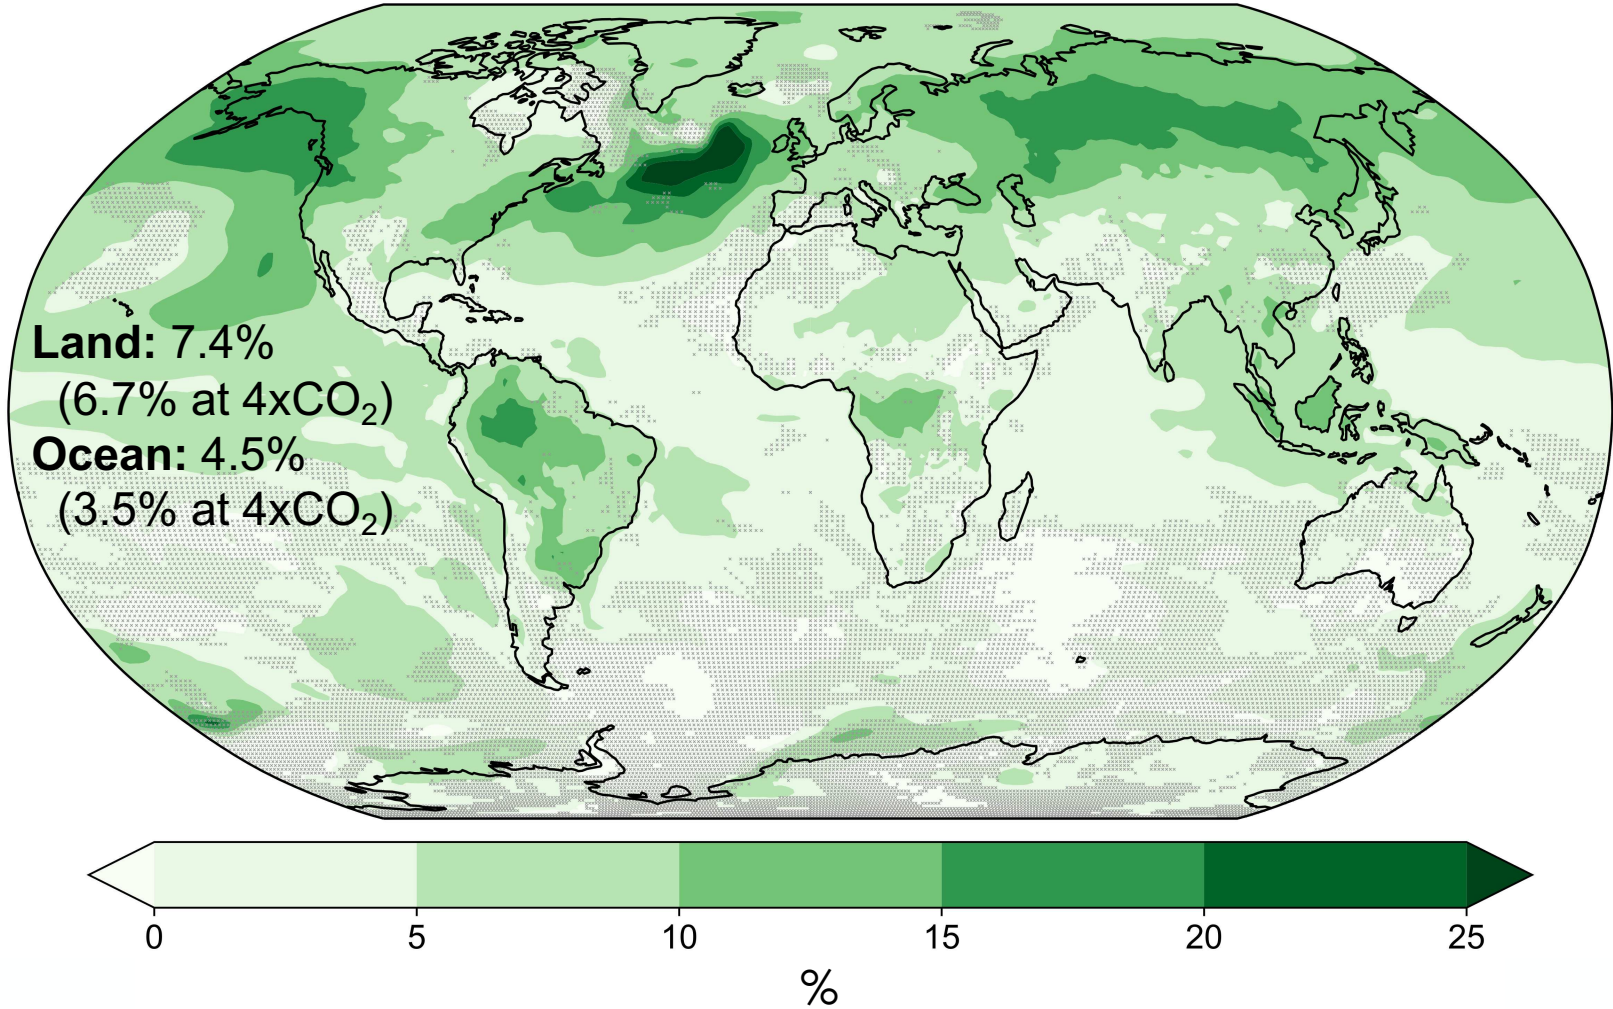 Land: 7.4%
(6.7% at 4xCO₂)
Ocean: 4.5%
(3.5% at 4xCO₂)
0 5 10 15 20 25
%